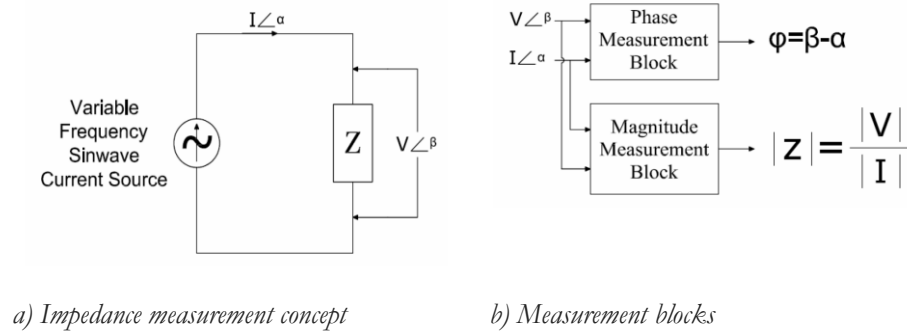 I∠α
Variable
Frequency
Sinwave
Current Source
Z
V∠β
a) Impedance measurement concept
V∠β
I∠α
Phase
Measurement
Block
φ=β-α
Magnitude
Measurement
Block
|Z|=|V|/|I|
b) Measurement blocks